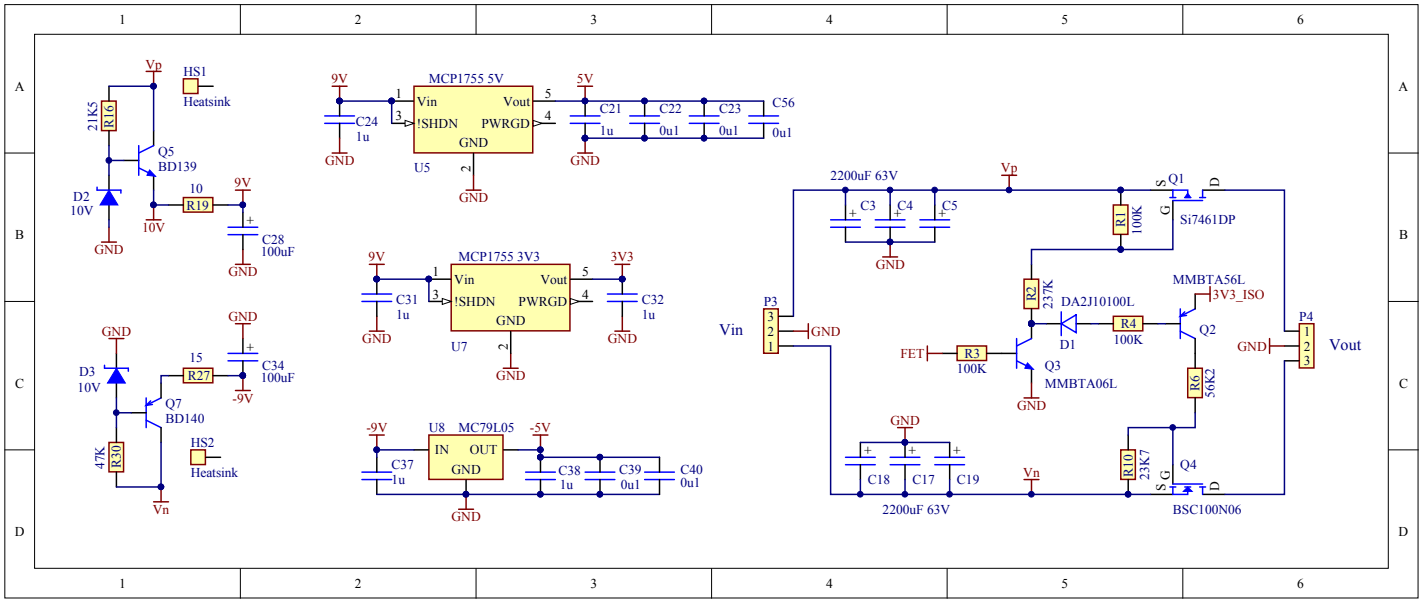 1 2 3 4 5 6
A
B
C
D
A
B
C
D
1 2 3 4 5 6
Vp
HS1
Heatsink
21K5
R16
Q5
BD139
D2
10V
GND
10V
10
R19
9V
+
C28
100uF
GND
GND
D3
10V
15
R27
GND
+
C34
100uF
-9V
Q7
BD140
47K
R30
HS2
Heatsink
Vn
9V
C24
1u
GND
MCP1755 5V
1
Vin
3
!SHDN
Vout
5
PWRGD
4
GND
U5
2
GND
5V
C21
1u
C22
0u1
C23
0u1
C56
0u1
GND
9V
C31
1u
GND
MCP1755 3V3
1
Vin
3
!SHDN
Vout
5
PWRGD
4
GND
U7
2
GND
3V3
C32
1u
GND
-9V
C37
1u
U8
MC79L05
IN
OUT
GND
GND
-5V
C38
1u
C39
0u1
C40
0u1
Vin
P3
3
2
1
GND
2200uF 63V
+
C3
+
C4
+
C5
GND
Vp
R1
100K
S
G
Q1
D
Si7461DP
R2
237K
DA2J10100L
D1
R4
100K
MMBTA56L
3V3_ISO
Q2
FET
R3
100K
Q3
MMBTA06L
GND
R6
56K2
GND
P4
1
2
3
Vout
GND
+
C18
+
C17
+
C19
2200uF 63V
Vn
R10
23K7
S
G
Q4
D
BSC100N06